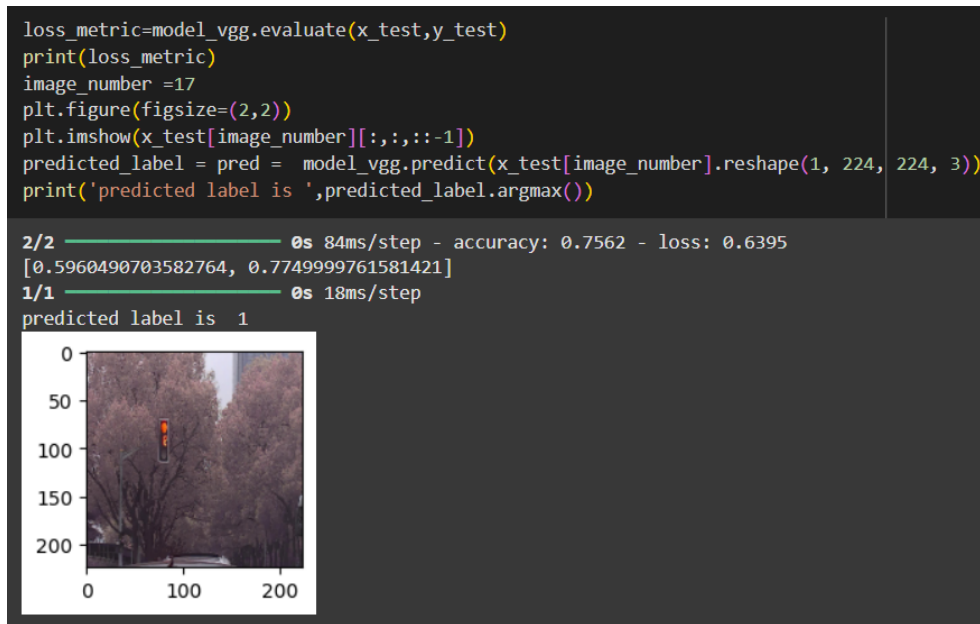 loss_metric=model_vgg.evaluate(x_test,y_test)
print(loss_metric)
image_number =17
plt.figure(figsize=(2,2))
plt.imshow(x_test[image_number][:,:,::-1])
predicted_label = pred =  model_vgg.predict(x_test[image_number].reshape(1, 224, 224, 3))
print('predicted label is ',predicted_label.argmax())
2/2 ━━━━━━━━━━━━━━━━━━━━ 0s 84ms/step - accuracy: 0.7562 - loss: 0.6395
[0.5960490703582764, 0.7749999761581421]
1/1 ━━━━━━━━━━━━━━━━━━━━ 0s 18ms/step
predicted label is  1
0
50
100
150
200
0 100 200